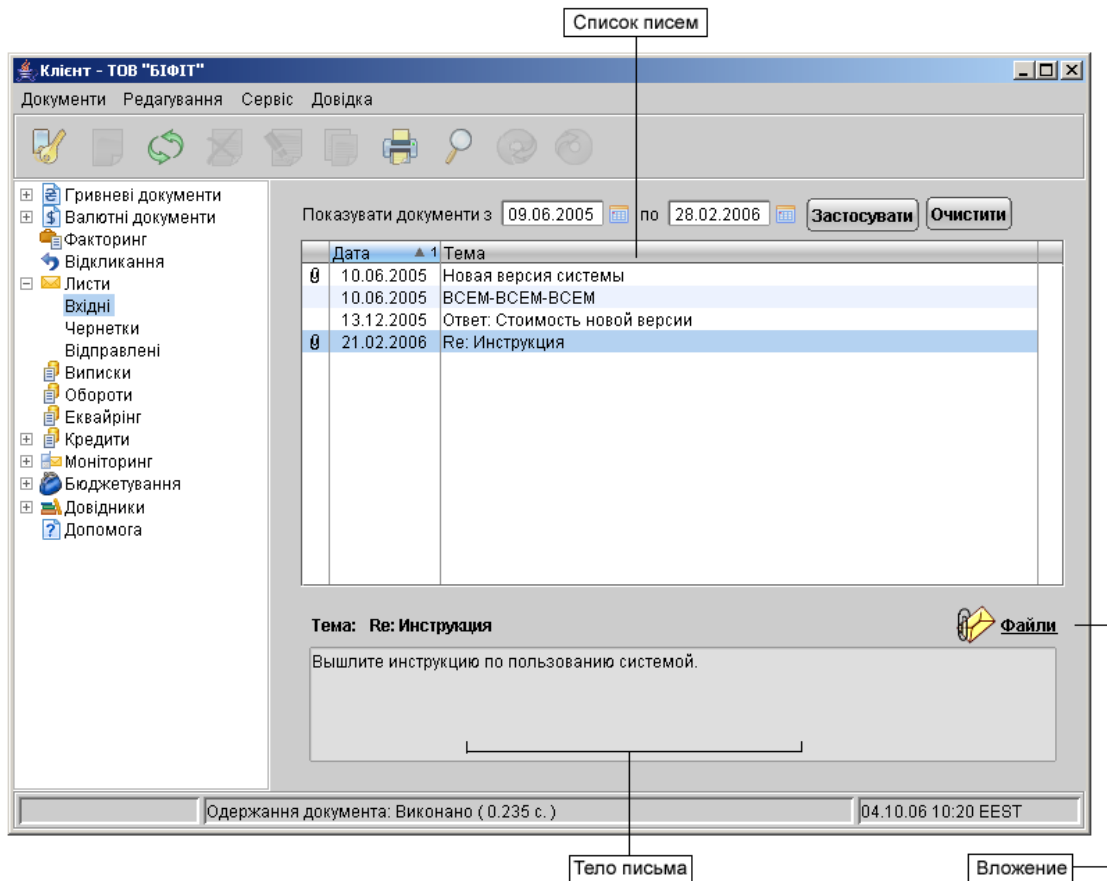 Список писем
Клієнт - ТОВ "БІФІТ"
Документи Редагування Сервіс Довідка
Гривневі документи
Валютні документи
Факторинг
Відкликання
Листи
Вхідні
Чернетки
Відправлені
Виписки
Обороти
Еквайрінг
Кредити
Моніторинг
Бюджетування
Довідники
Допомога
Показувати документи з 09.06.2005 по 28.02.2006 Застосувати Очистити
Дата 1 Тема
10.06.2005 Новая версия системы
10.06.2005 ВСЕМ-ВСЕМ-ВСЕМ
13.12.2005 Ответ: Стоимость новой версии
21.02.2006 Re: Инструкция
Тема: Re: Инструкция Файли
Вышлите инструкцию по пользованию системой.
Одержання документа: Виконано ( 0.235 с. ) 04.10.06 10:20 EEST
Тело письма Вложение